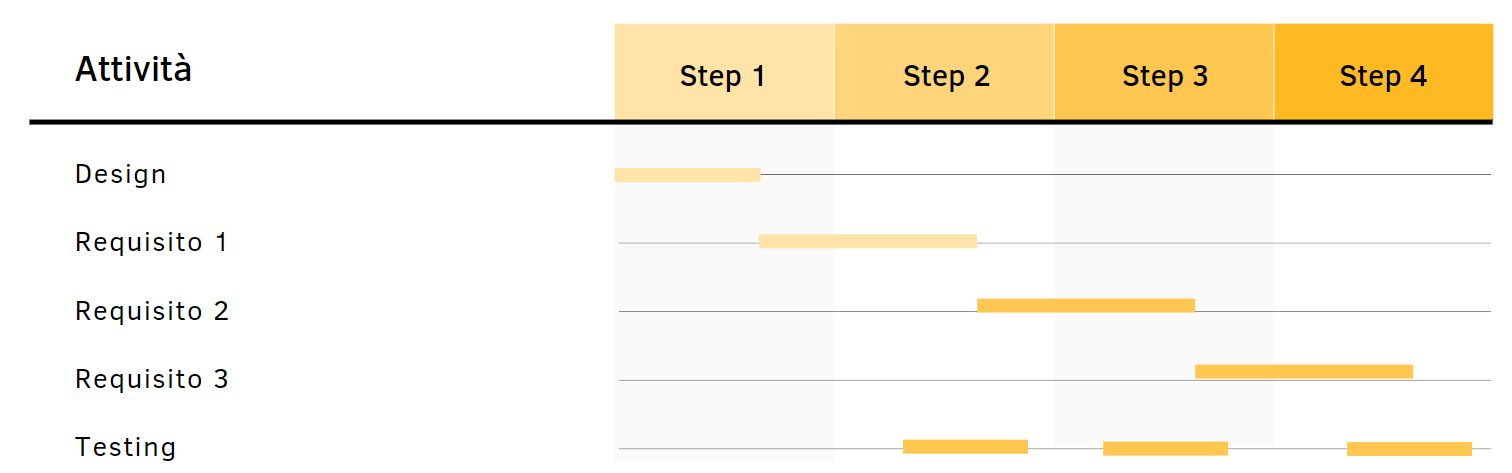 Attività
Step 1
Step 2
Step 3
Step 4
Design
Requisito 1
Requisito 2
Requisito 3
Testing